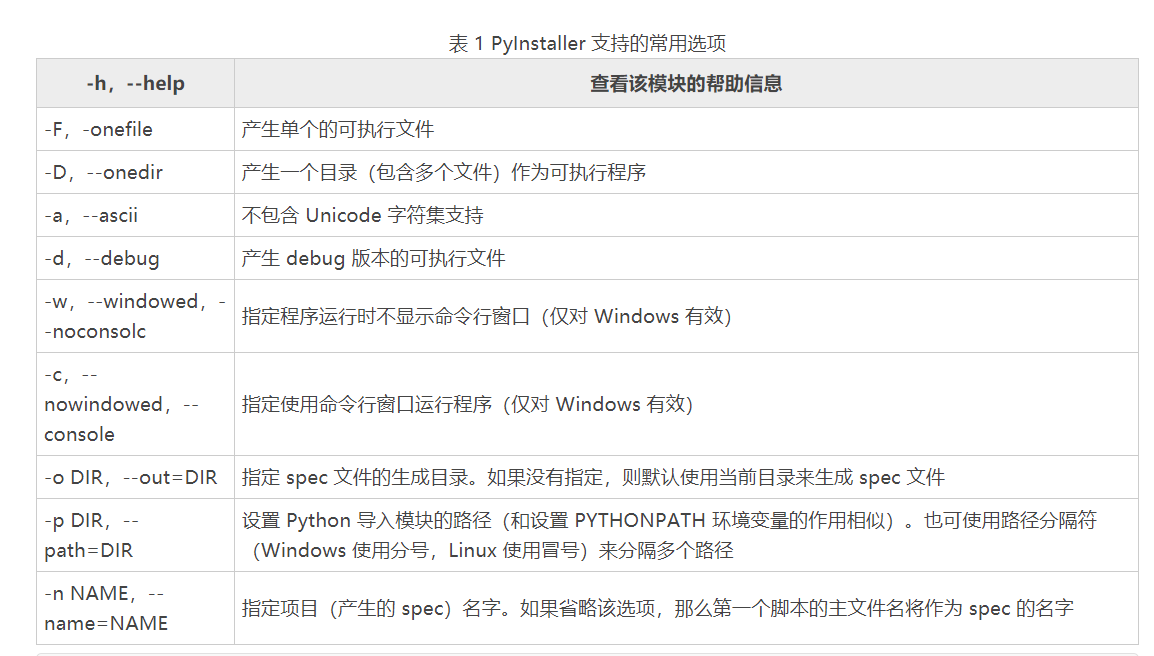 表 1 PyInstaller 支持的常用选项
-h，--help
查看该模块的帮助信息
-F，-onefile
产生单个的可执行文件
-D，--onedir
产生一个目录（包含多个文件）作为可执行程序
-a，--ascii
不包含 Unicode 字符集支持
-d，--debug
产生 debug 版本的可执行文件
-w，--windowed，-
-noconsolc
指定程序运行时不显示命令行窗口（仅对 Windows 有效）
-c，--
nowindowed，--
console
指定使用命令行窗口运行程序（仅对 Windows 有效）
-o DIR，--out=DIR
指定 spec 文件的生成目录。如果没有指定，则默认使用当前目录来生成 spec 文件
-p DIR，--
path=DIR
设置 Python 导入模块的路径（和设置 PYTHONPATH 环境变量的作用相似）。也可使用路径分隔符
（Windows 使用分号，Linux 使用冒号）来分隔多个路径
-n NAME，--
name=NAME
指定项目（产生的 spec）名字。如果省略该选项，那么第一个脚本的主文件名将作为 spec 的名字